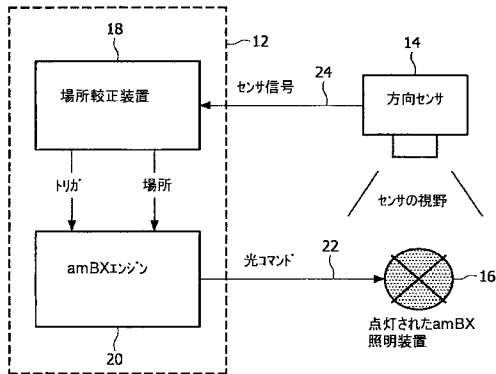 18
12
14
場所較正装置
センサ信号
24
方向センサ
トリガ
場所
センサの視野
amBXエンジン
光コマンド
22
16
点灯されたamBX
照明装置
20